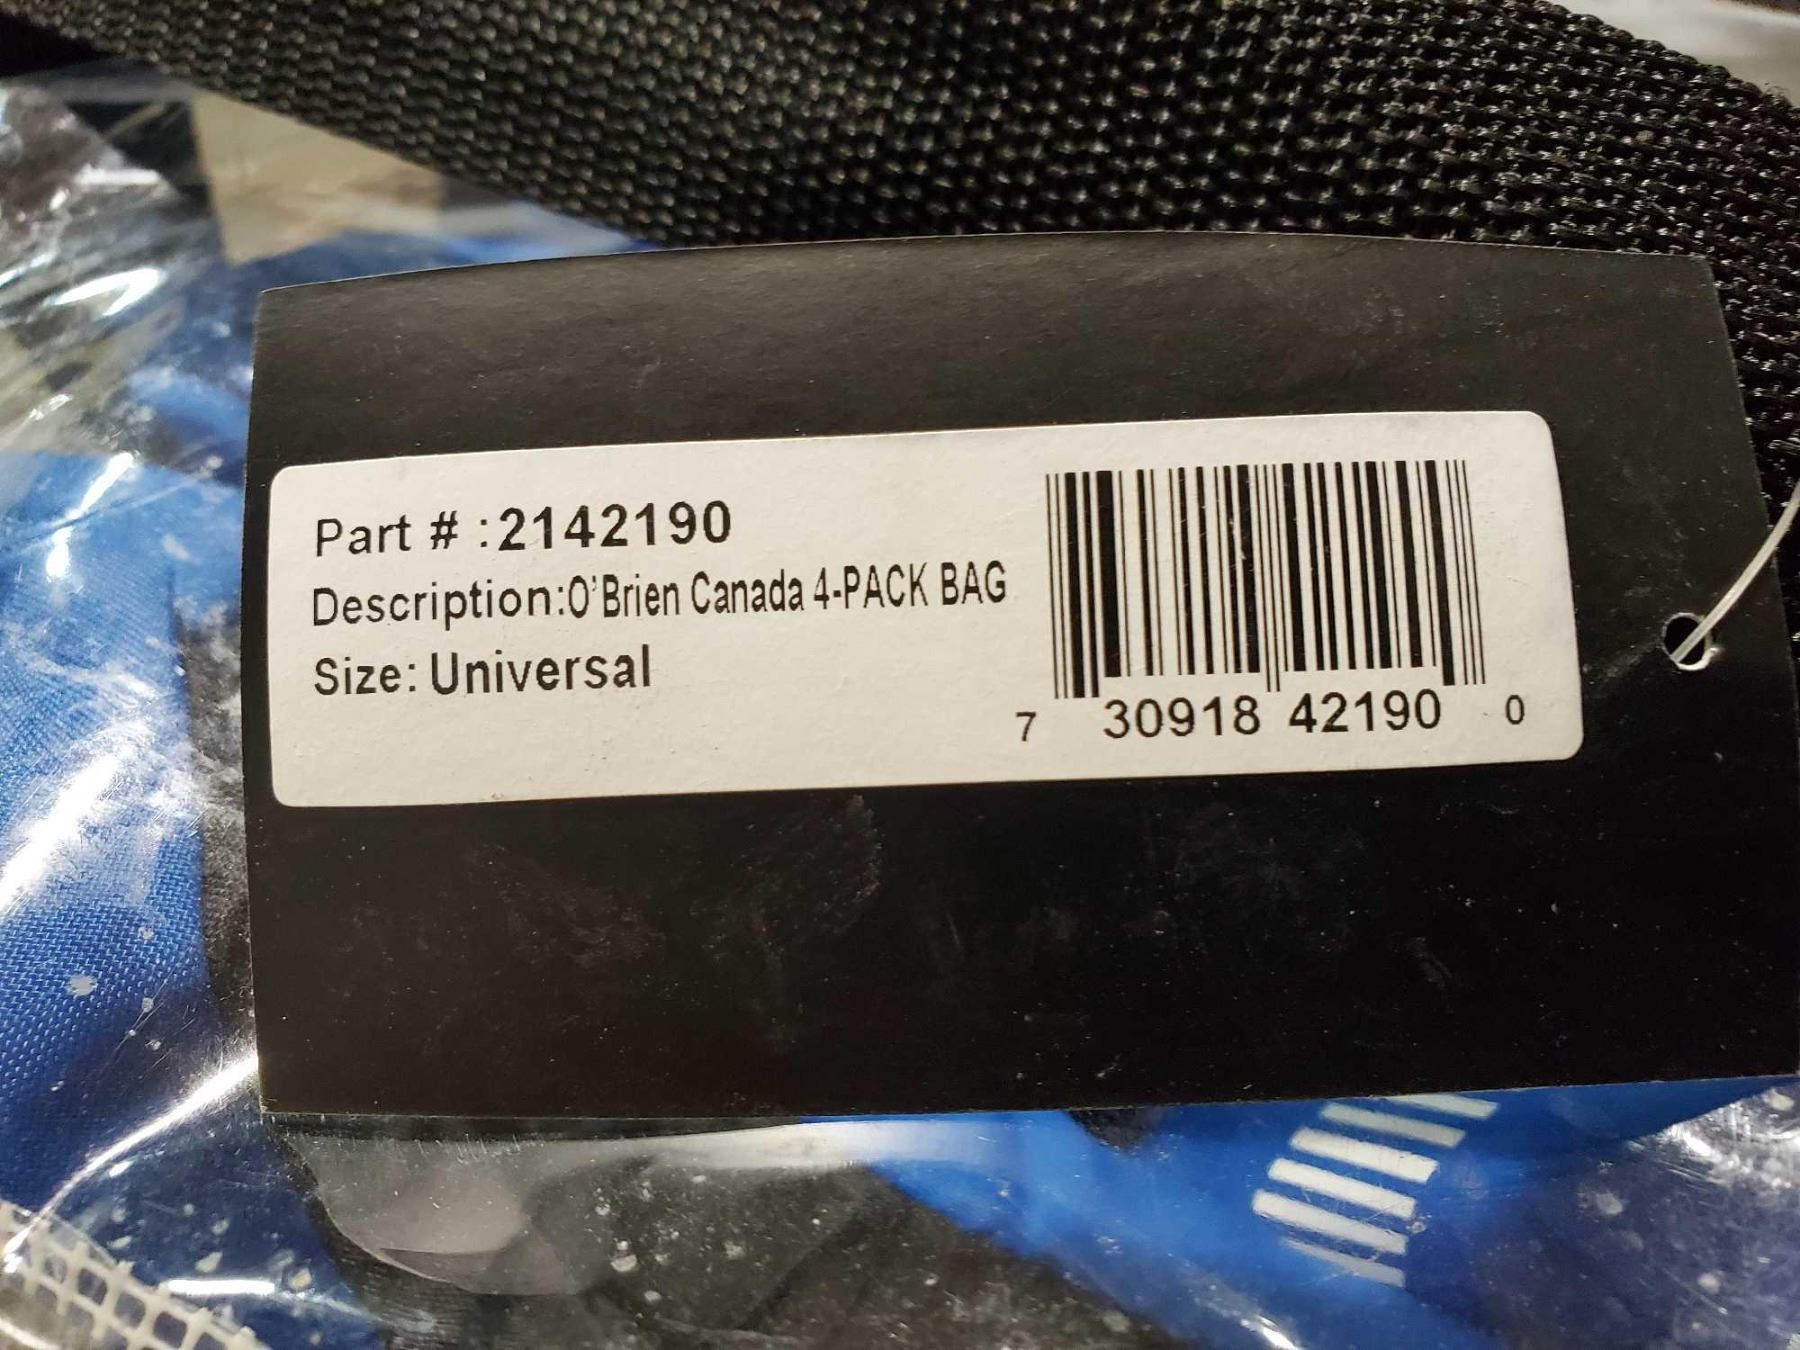 Part # :2142190
Description:O'Brien Canada 4-PACK BAG
Size: Universal
7 30918 42190 0